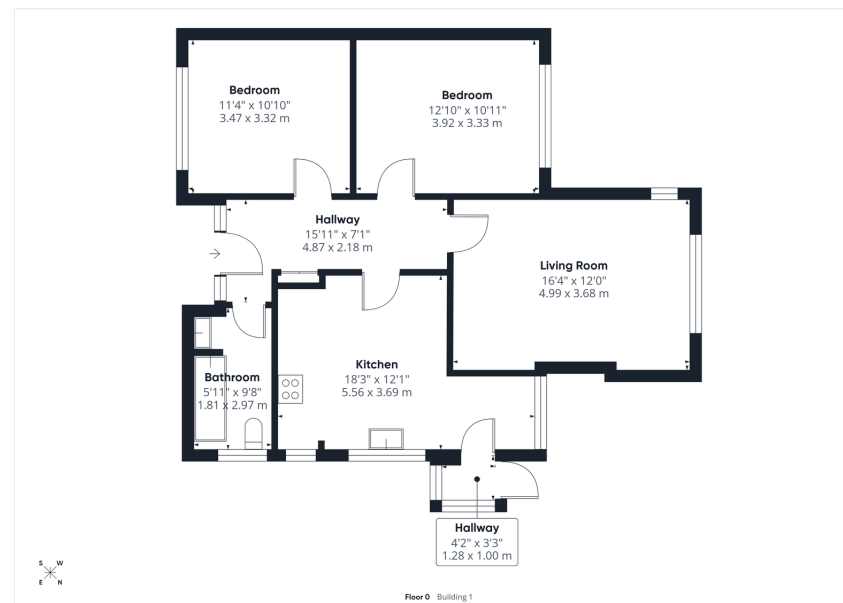 Bedroom
11'4" x 10'10"
3.47 x 3.32 m
Bedroom
12'10" x 10'11"
3.92 x 3.33 m
Hallway
15'11" x 7'1"
4.87 x 2.18 m
Living Room
16'4" x 12'0"
4.99 x 3.68 m
Kitchen
18'3" x 12'1"
5.56 x 3.69 m
Bathroom
5'11" x 9'8"
1.81 x 2.97 m
Hallway
4'2" x 3'3"
1.28 x 1.00 m
S W
E N
Floor 0 Building 1